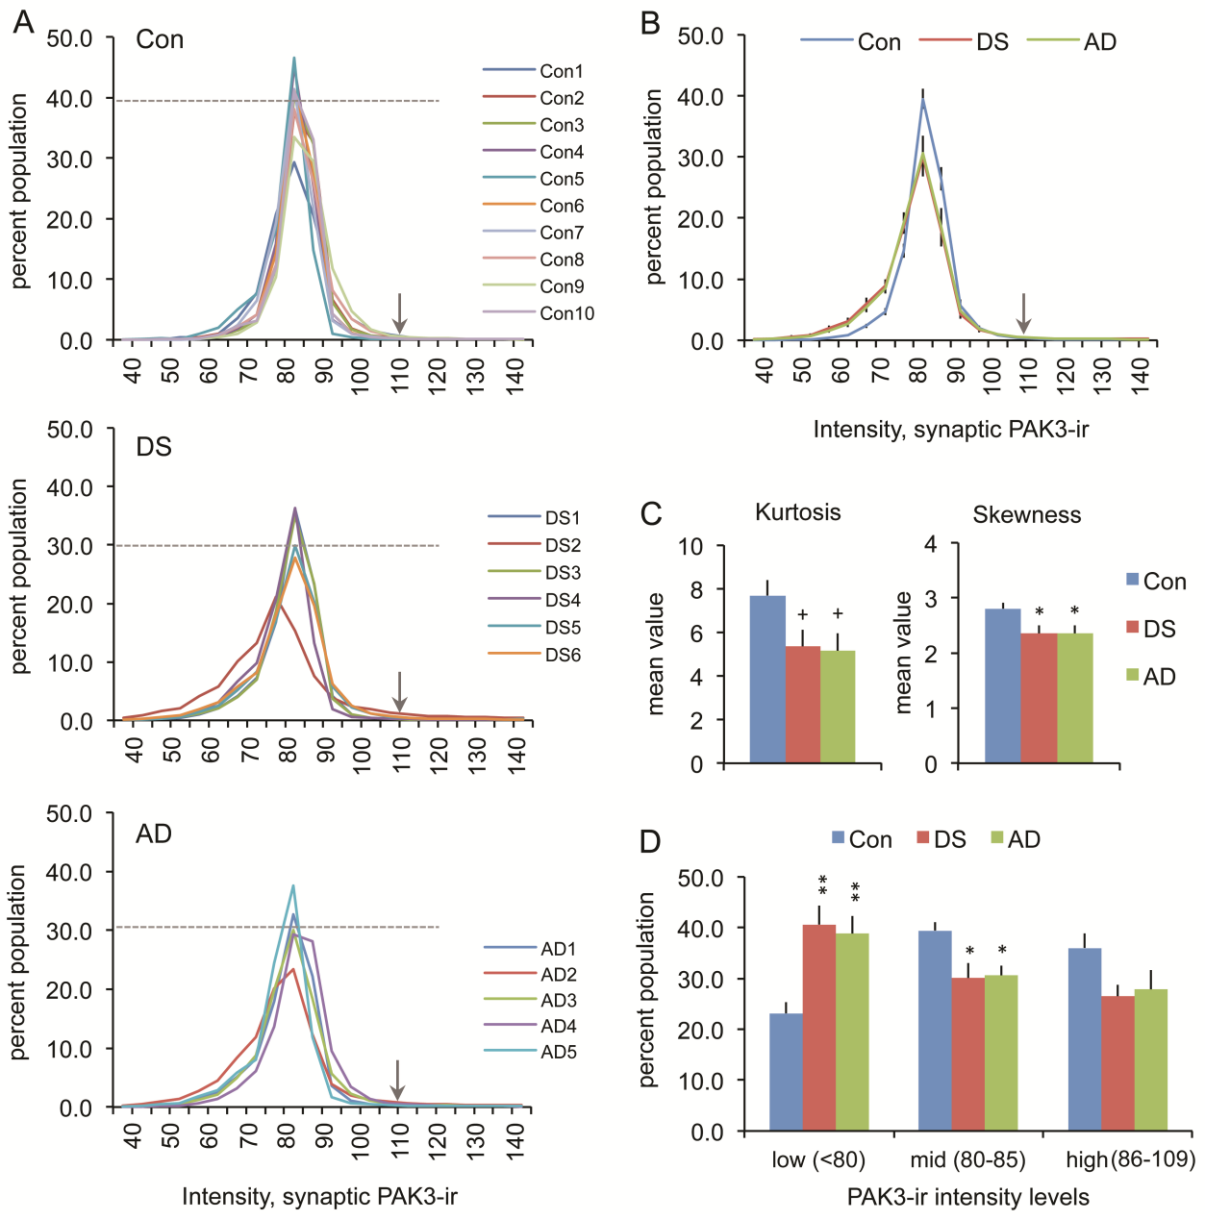 A
Con
50.0
40.0
30.0
20.0
10.0
0.0
percent population
40 50 60 70 80 90 100 110 120 130 140
Con1
Con2
Con3
Con4
Con5
Con6
Con7
Con8
Con9
Con10
DS
50.0
40.0
30.0
20.0
10.0
0.0
percent population
40 50 60 70 80 90 100 110 120 130 140
DS1
DS2
DS3
DS4
DS5
DS6
AD
50.0
40.0
30.0
20.0
10.0
0.0
percent population
40 50 60 70 80 90 100 110 120 130 140
AD1
AD2
AD3
AD4
AD5
Intensity, synaptic PAK3-ir
B
Con DS AD
50.0
40.0
30.0
20.0
10.0
0.0
percent population
40 50 60 70 80 90 100 110 120 130 140
Intensity, synaptic PAK3-ir
C
Kurtosis
10
8
6
4
2
0
mean value
+ +
Skewness
4
3
2
1
0
mean value
* *
Con
DS
AD
D
Con DS AD
50.0
40.0
30.0
20.0
10.0
0.0
percent population
** **
* *
low (<80) mid (80-85) high(86-109)
PAK3-ir intensity levels